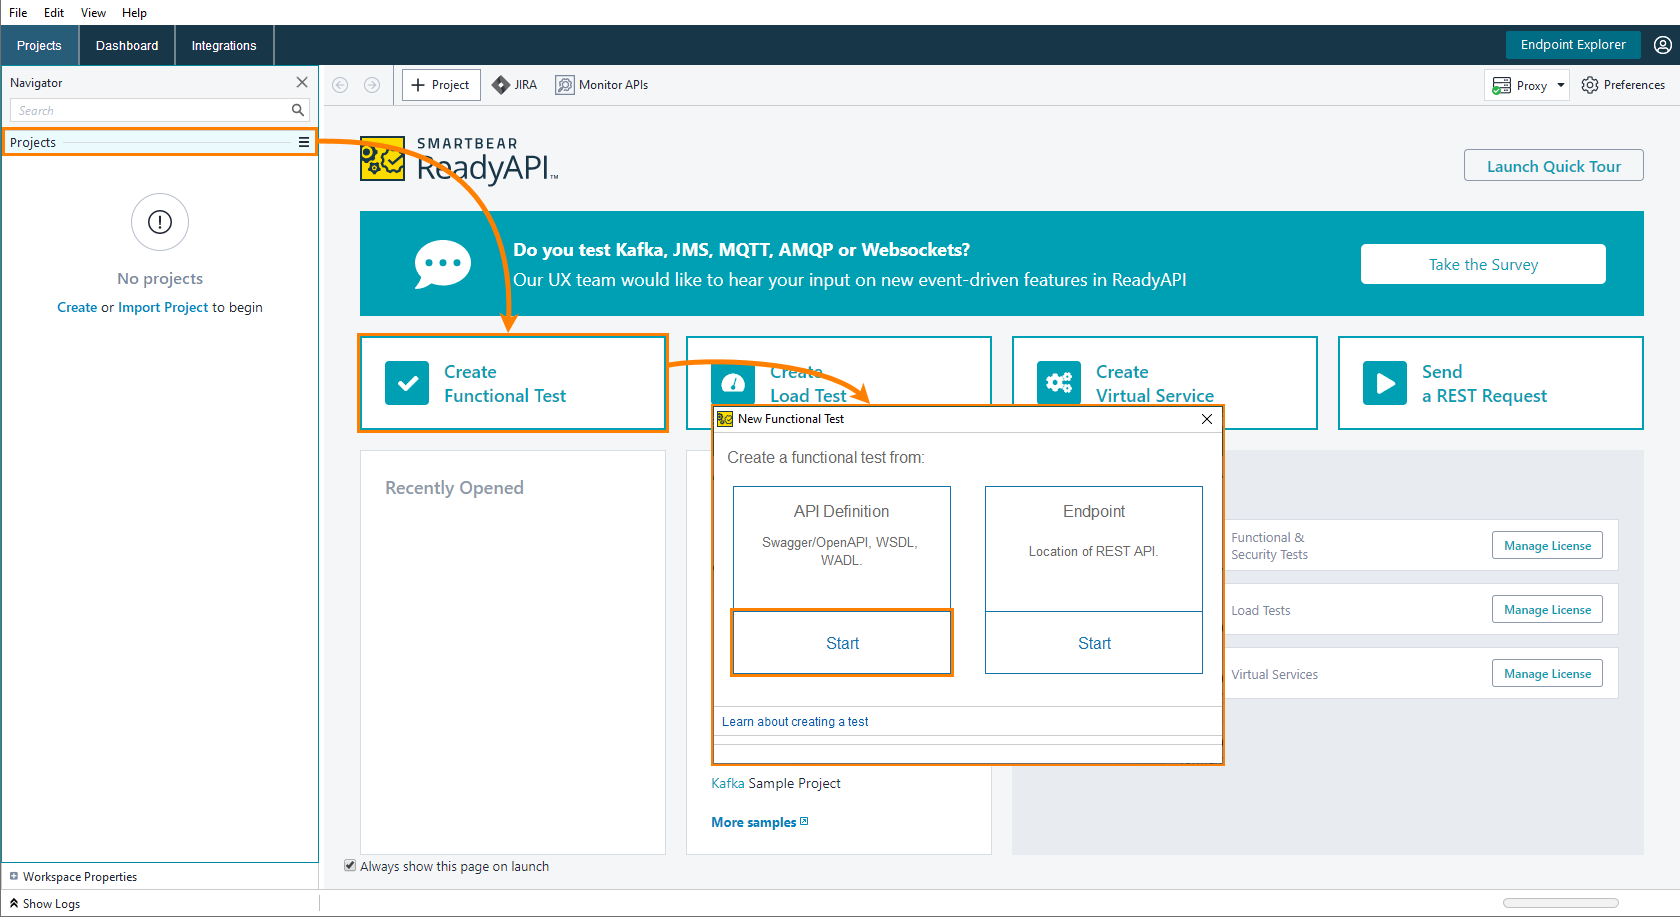 File Edit View Help
Projects Dashboard Integrations Endpoint Explorer
Navigator
Search
Projects
No projects
Create or Import Project to begin
Workspace Properties
Show Logs
Project JIRA Monitor APIs Proxy Preferences
SMARTBEAR
ReadyAPI™
Launch Quick Tour
Do you test Kafka, JMS, MQTT, AMQP or Websockets?
Our UX team would like to hear your input on new event-driven features in ReadyAPI
Take the Survey
Create
Functional Test
Create
Load Test
Create
Virtual Service
Send
a REST Request
Recently Opened
New Functional Test
Create a functional test from:
API Definition
Swagger/OpenAPI, WSDL,
WADL.
Start
Endpoint
Location of REST API.
Start
Learn about creating a test
Kafka Sample Project
More samples
Functional &
Security Tests
Manage License
Load Tests
Manage License
Virtual Services
Manage License
Always show this page on launch